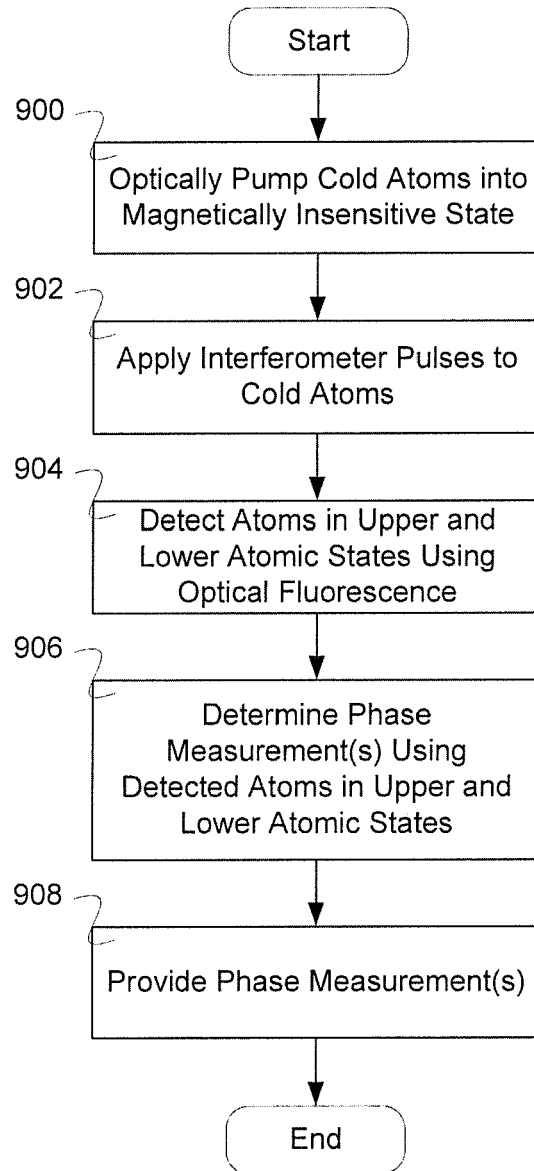 Start
900
Optically Pump Cold Atoms into
Magnetically Insensitive State
902
Apply Interferometer Pulses to
Cold Atoms
904
Detect Atoms in Upper and
Lower Atomic States Using
Optical Fluorescence
906
Determine Phase
Measurement(s) Using
Detected Atoms in Upper and
Lower Atomic States
908
Provide Phase Measurement(s)
End